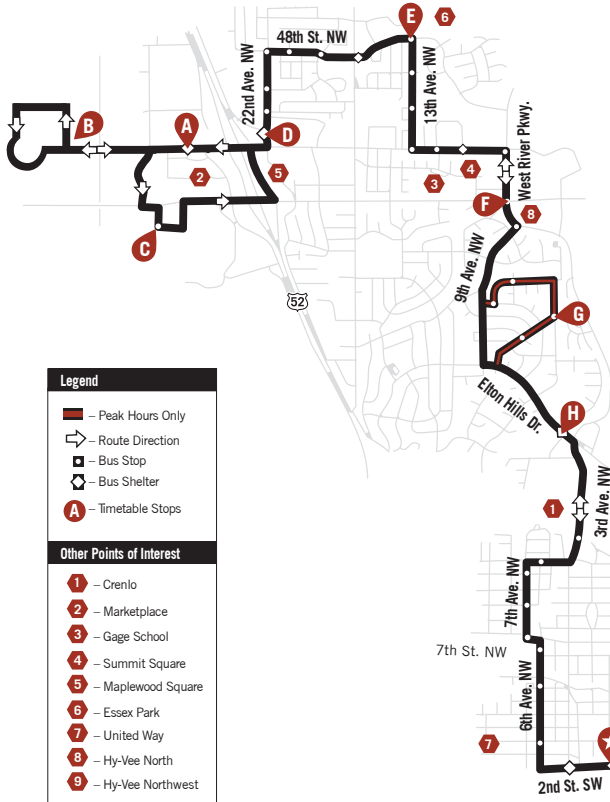 E
6
48th St. NW
22nd Ave. NW
13th Ave. NW
B
A
D
West River Pkwy.
2
5
4
3
F
8
C
9th Ave. NW
52
G
Elton Hills Dr.
H
1
3rd Ave. NW
7th Ave. NW
7th St. NW
6th Ave. NW
7
2nd St. SW
Legend
– Peak Hours Only
– Route Direction
– Bus Stop
– Bus Shelter
A – Timetable Stops
Other Points of Interest
1 – Crenlo
2 – Marketplace
3 – Gage School
4 – Summit Square
5 – Maplewood Square
6 – Essex Park
7 – United Way
8 – Hy-Vee North
9 – Hy-Vee Northwest